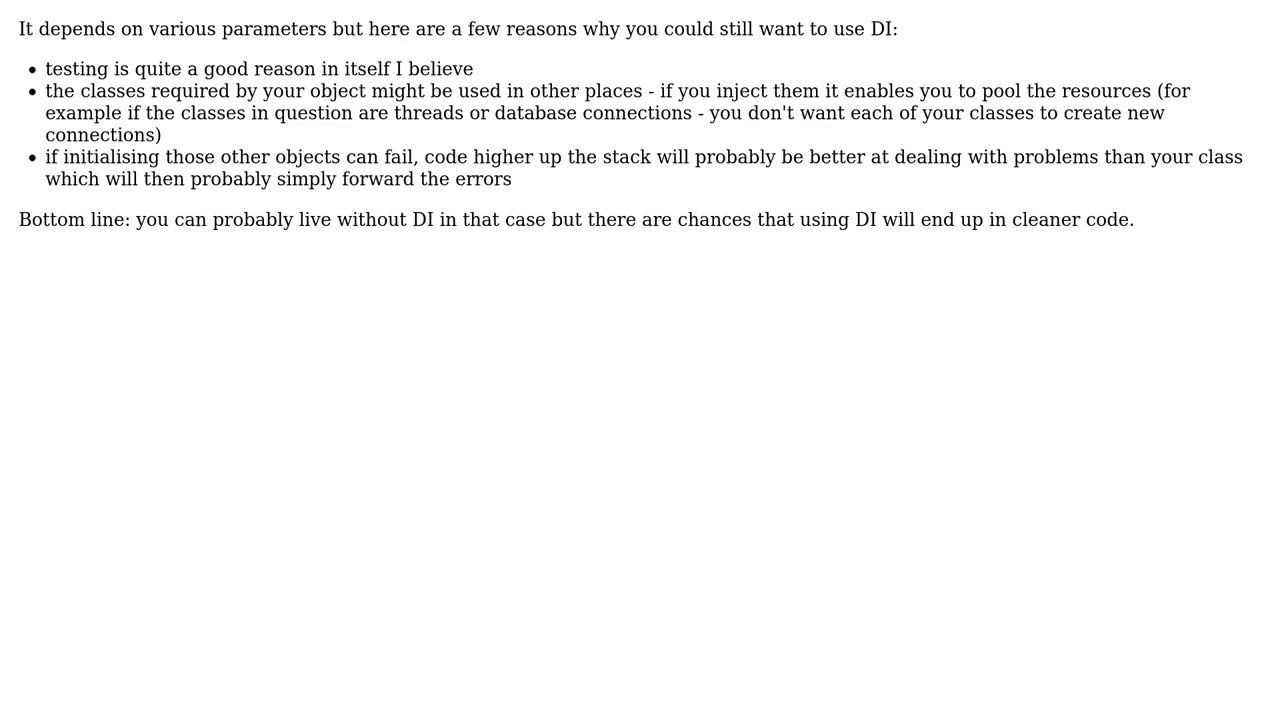 It depends on various parameters but here are a few reasons why you could still want to use DI:
• testing is quite a good reason in itself I believe
• the classes required by your object might be used in other places - if you inject them it enables you to pool the resources (for
example if the classes in question are threads or database connections - you don't want each of your classes to create new
connections)
• if initialising those other objects can fail, code higher up the stack will probably be better at dealing with problems than your class
which will then probably simply forward the errors
Bottom line: you can probably live without DI in that case but there are chances that using DI will end up in cleaner code.